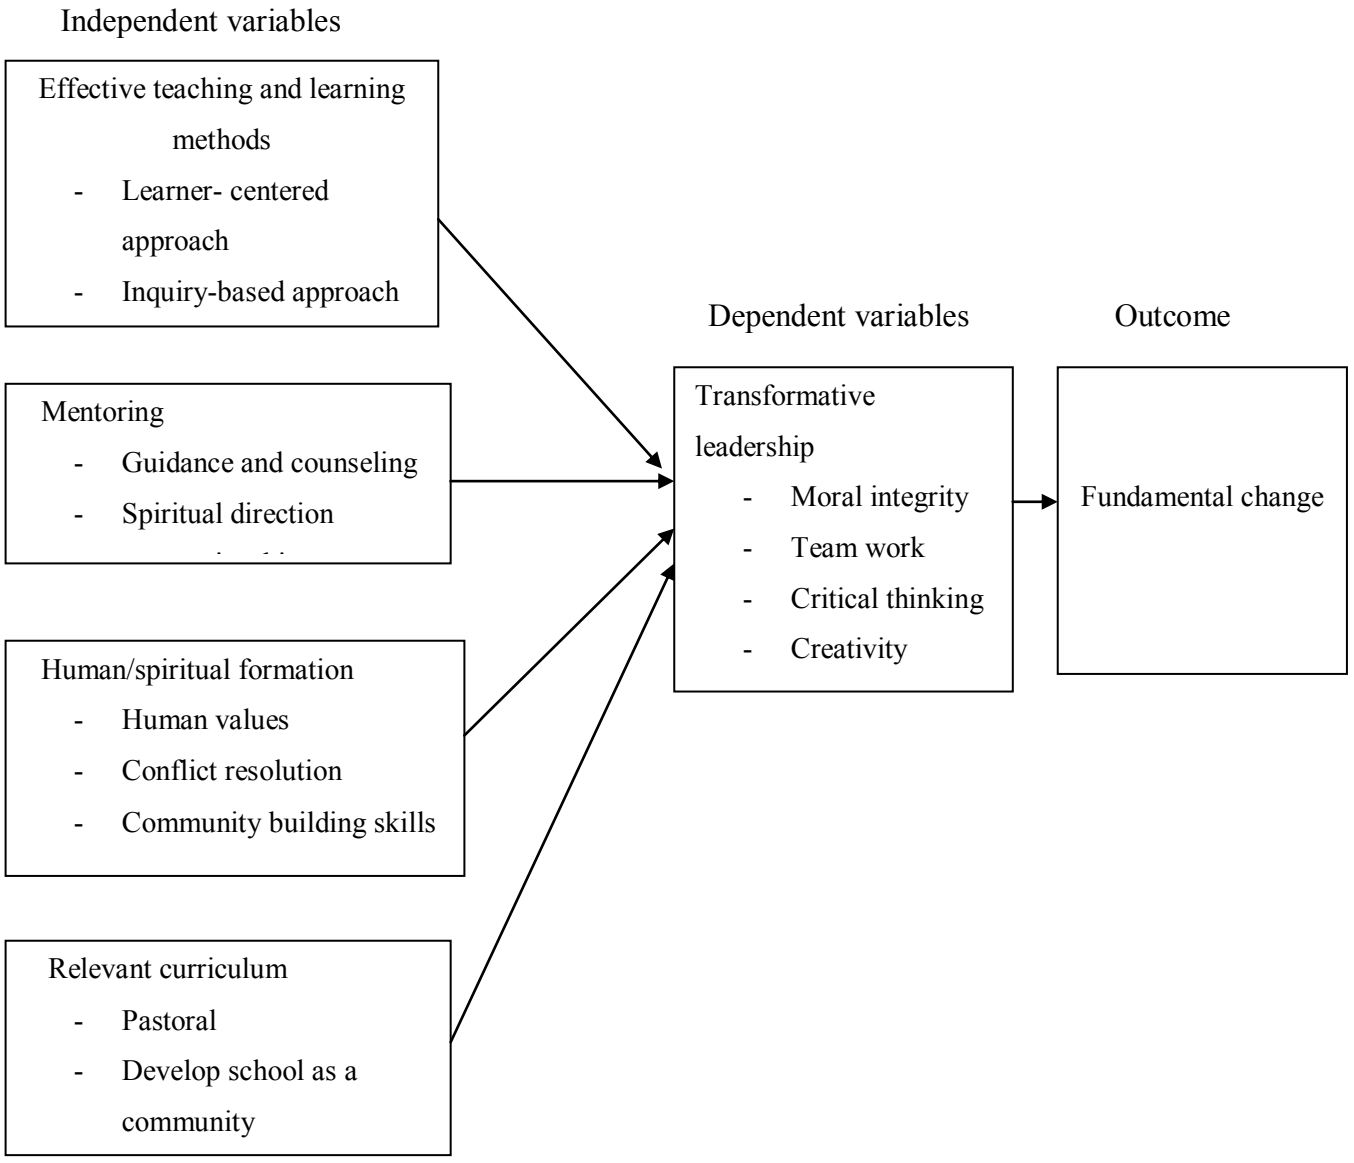 Independent variables
Effective teaching and learning
methods
- Learner- centered
approach
- Inquiry-based approach
Mentoring
- Guidance and counseling
- Spiritual direction
Human/spiritual formation
- Human values
- Conflict resolution
- Community building skills
Relevant curriculum
- Pastoral
- Develop school as a
community
Dependent variables
Transformative
leadership
- Moral integrity
- Team work
- Critical thinking
- Creativity
Outcome
Fundamental change